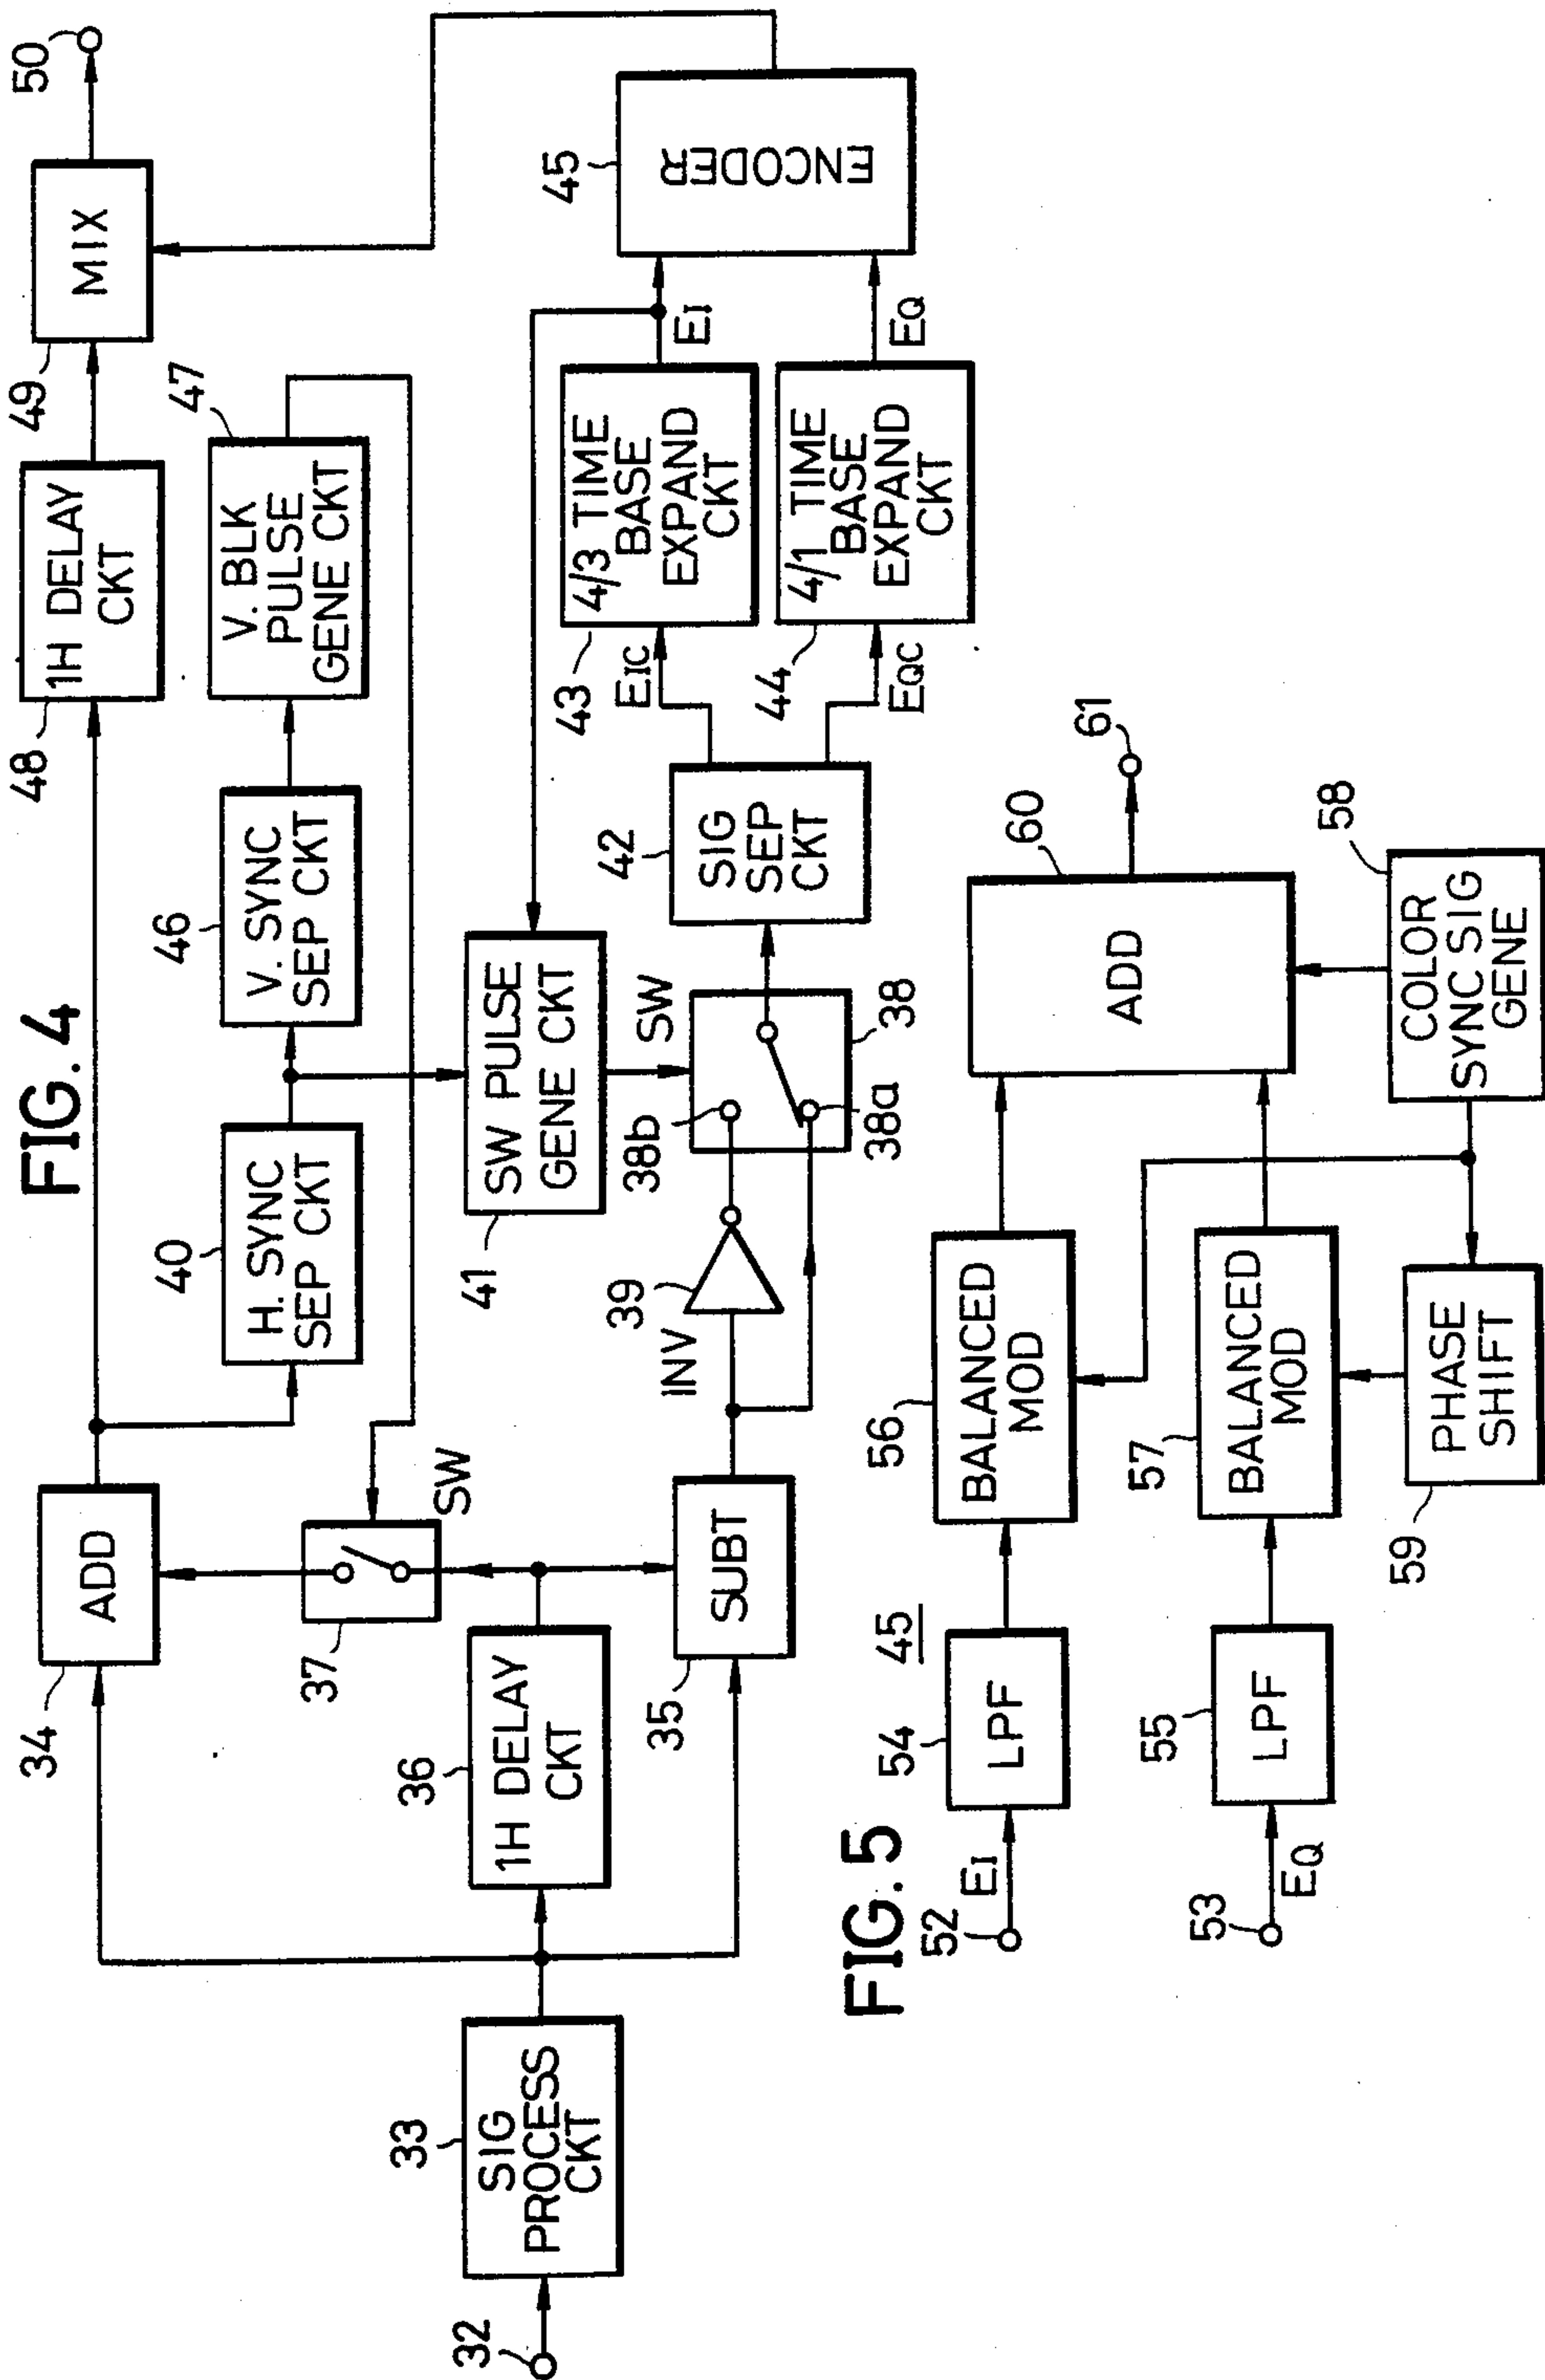 FIG. 4
32
33
SIG
PROCESS
CKT
34
ADD
35
SUBT
36
1H DELAY
CKT
37
SW
INV
39
38b
38a
38
SW
40
H. SYNC
SEP CKT
41
SW PULSE
GENE CKT
46
V. SYNC
SEP CKT
47
V. BLK
PULSE
GENE CKT
48
1H DELAY
CKT
49
MIX
50
42
SIG
SEP
CKT
EIC
EQC
43
4/3 TIME
BASE
EXPAND
CKT
44
4/1 TIME
BASE
EXPAND
CKT
EI
EQ
45
ENCODER
FIG. 5
45
52
EI
53
EQ
54
LPF
55
LPF
56
BALANCED
MOD
57
BALANCED
MOD
59
PHASE
SHIFT
58
COLOR
SYNC SIG
GENE
60
ADD
61